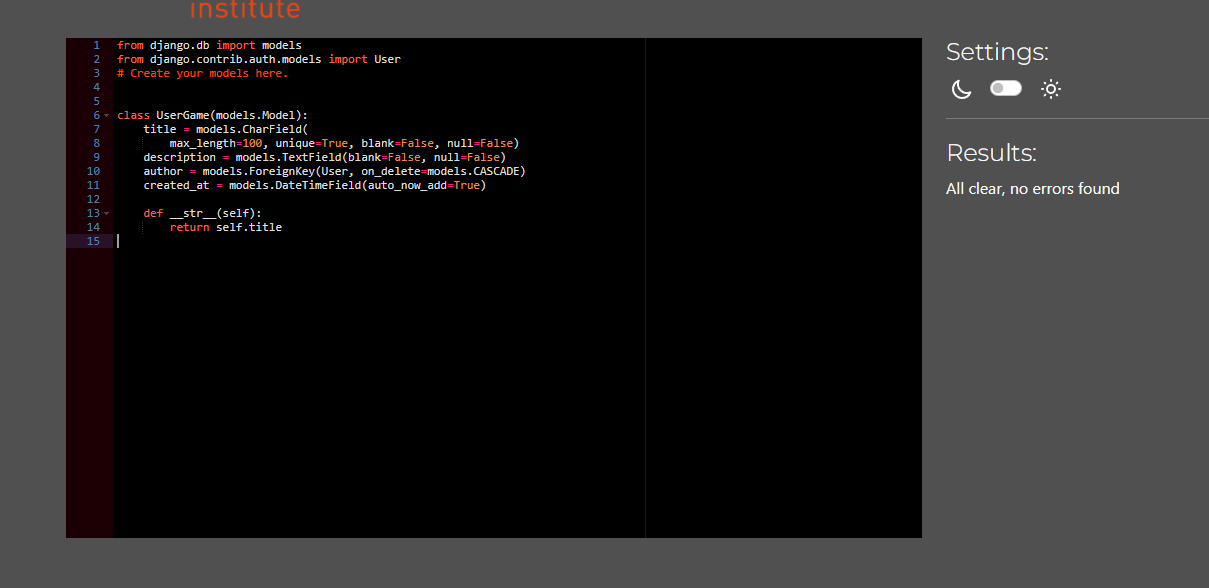 institute
1 from django.db import models
2 from django.contrib.auth.models import User
3 # Create your models here.
4
5
6 class UserGame(models.Model):
7     title = models.CharField(
8         max_length=100, unique=True, blank=False, null=False)
9     description = models.TextField(blank=False, null=False)
10     author = models.ForeignKey(User, on_delete=models.CASCADE)
11     created_at = models.DateTimeField(auto_now_add=True)
12
13     def __str__(self):
14         return self.title
15
Settings:
Results:
All clear, no errors found